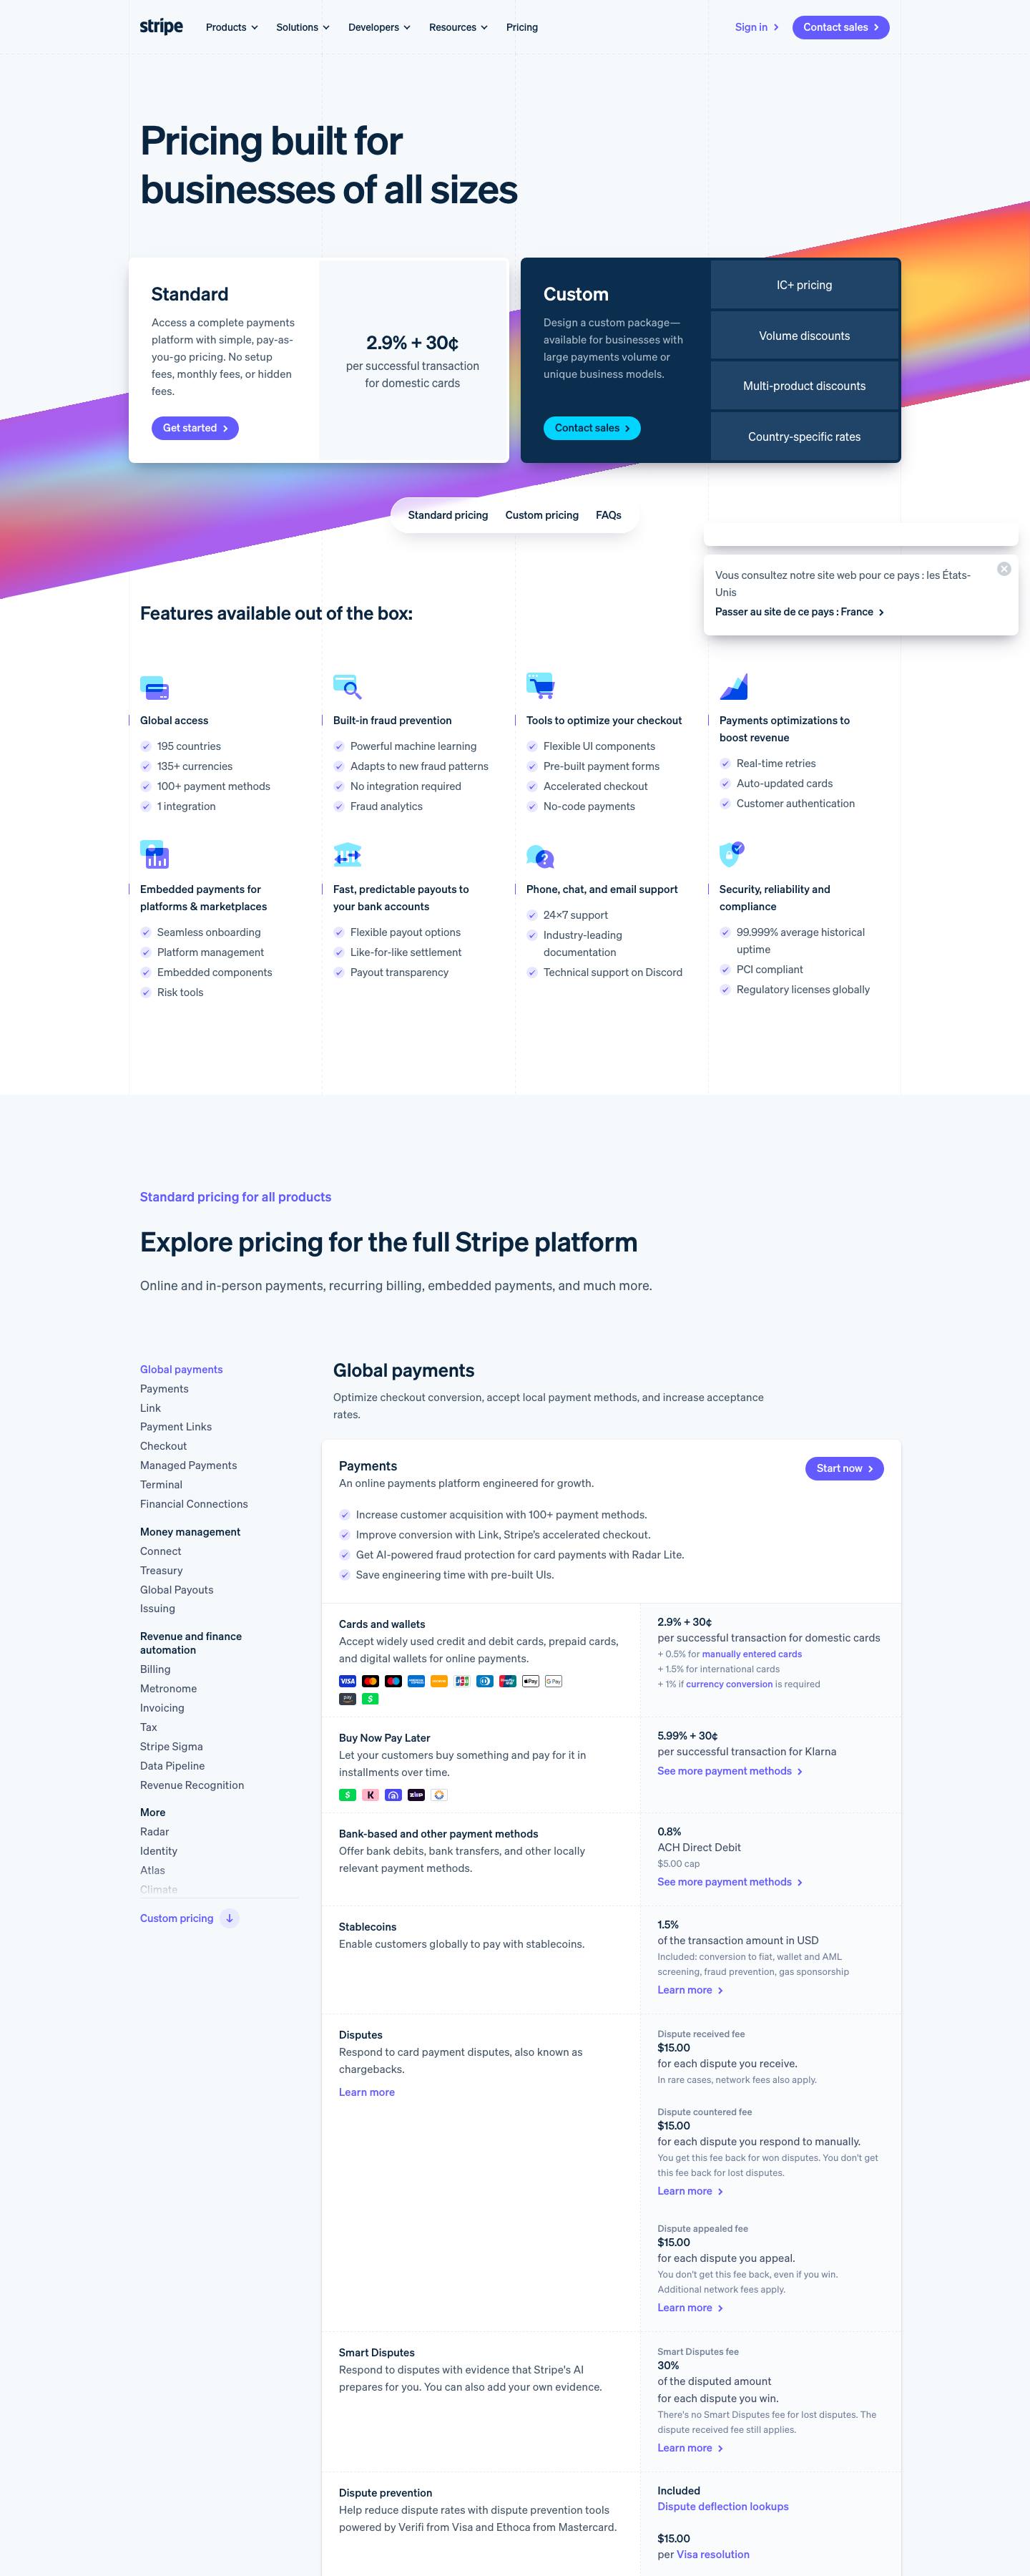 stripe
Products
Solutions
Developers
Resources
Pricing
Sign in
Contact sales
Pricing built for
businesses of all sizes
Standard
Access a complete payments
platform with simple, pay-as-
you-go pricing. No setup
fees, monthly fees, or hidden
fees.
Get started
2.9% + 30¢
per successful transaction
for domestic cards
Custom
Design a custom package—
available for businesses with
large payments volume or
unique business models.
Contact sales
IC+ pricing
Volume discounts
Multi-product discounts
Country-specific rates
Standard pricing
Custom pricing
FAQs
Vous consultez notre site web pour ce pays : les États-
Unis
Passer au site de ce pays : France
Features available out of the box:
Global access
195 countries
135+ currencies
100+ payment methods
1 integration
Built-in fraud prevention
Powerful machine learning
Adapts to new fraud patterns
No integration required
Fraud analytics
Tools to optimize your checkout
Flexible UI components
Pre-built payment forms
Accelerated checkout
No-code payments
Payments optimizations to
boost revenue
Real-time retries
Auto-updated cards
Customer authentication
Embedded payments for
platforms & marketplaces
Seamless onboarding
Platform management
Embedded components
Risk tools
Fast, predictable payouts to
your bank accounts
Flexible payout options
Like-for-like settlement
Payout transparency
Phone, chat, and email support
24×7 support
Industry-leading
documentation
Technical support on Discord
Security, reliability and
compliance
99.999% average historical
uptime
PCI compliant
Regulatory licenses globally
Standard pricing for all products
Explore pricing for the full Stripe platform
Online and in-person payments, recurring billing, embedded payments, and much more.
Global payments
Payments
Link
Payment Links
Checkout
Managed Payments
Terminal
Financial Connections
Money management
Connect
Treasury
Global Payouts
Issuing
Revenue and finance
automation
Billing
Metronome
Invoicing
Tax
Stripe Sigma
Data Pipeline
Revenue Recognition
More
Radar
Identity
Atlas
Climate
Custom pricing
Global payments
Optimize checkout conversion, accept local payment methods, and increase acceptance
rates.
Payments
An online payments platform engineered for growth.
Start now
Increase customer acquisition with 100+ payment methods.
Improve conversion with Link, Stripe’s accelerated checkout.
Get AI-powered fraud protection for card payments with Radar Lite.
Save engineering time with pre-built UIs.
Cards and wallets
Accept widely used credit and debit cards, prepaid cards,
and digital wallets for online payments.
VISA
JCB
Pay
G Pay
pay
2.9% + 30¢
per successful transaction for domestic cards
+ 0.5% for manually entered cards
+ 1.5% for international cards
+ 1% if currency conversion is required
Buy Now Pay Later
Let your customers buy something and pay for it in
installments over time.
K
zip
5.99% + 30¢
per successful transaction for Klarna
See more payment methods
Bank-based and other payment methods
Offer bank debits, bank transfers, and other locally
relevant payment methods.
0.8%
ACH Direct Debit
$5.00 cap
See more payment methods
Stablecoins
Enable customers globally to pay with stablecoins.
1.5%
of the transaction amount in USD
Included: conversion to fiat, wallet and AML
screening, fraud prevention, gas sponsorship
Learn more
Disputes
Respond to card payment disputes, also known as
chargebacks.
Learn more
Dispute received fee
$15.00
for each dispute you receive.
In rare cases, network fees also apply.
Dispute countered fee
$15.00
for each dispute you respond to manually.
You get this fee back for won disputes. You don't get
this fee back for lost disputes.
Learn more
Dispute appealed fee
$15.00
for each dispute you appeal.
You don't get this fee back, even if you win.
Additional network fees apply.
Learn more
Smart Disputes
Respond to disputes with evidence that Stripe's AI
prepares for you. You can also add your own evidence.
Smart Disputes fee
30%
of the disputed amount
for each dispute you win.
There's no Smart Disputes fee for lost disputes. The
dispute received fee still applies.
Learn more
Dispute prevention
Help reduce dispute rates with dispute prevention tools
powered by Verifi from Visa and Ethoca from Mastercard.
Included
Dispute deflection lookups
$15.00
per Visa resolution